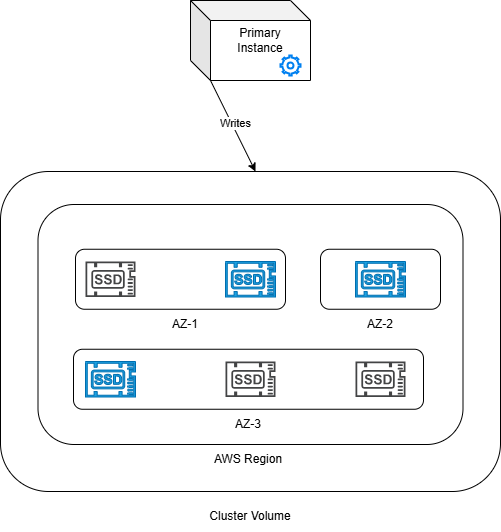 Primary
Instance
Writes
SSD
SSD
SSD
AZ-1
AZ-2
SSD
SSD
SSD
AZ-3
AWS Region
Cluster Volume